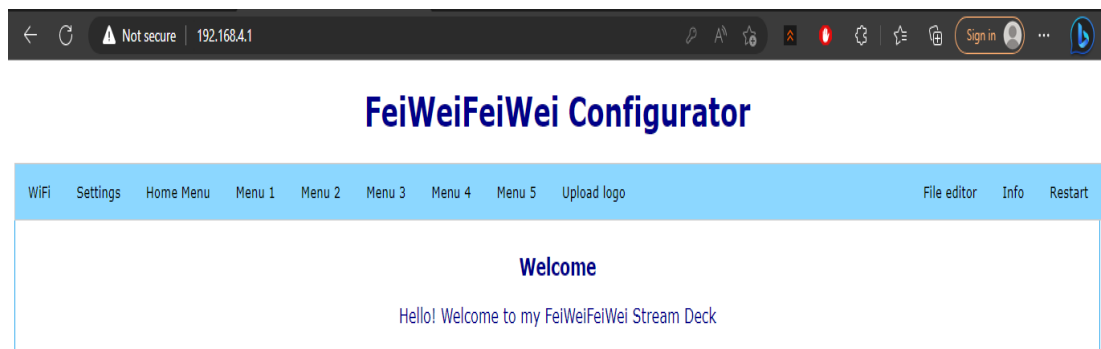 Not secure 192.168.4.1 Sign in
FeiWeiFeiWei Configurator
WiFi Settings Home Menu Menu 1 Menu 2 Menu 3 Menu 4 Menu 5 Upload logo File editor Info Restart
Welcome
Hello! Welcome to my FeiWeiFeiWei Stream Deck